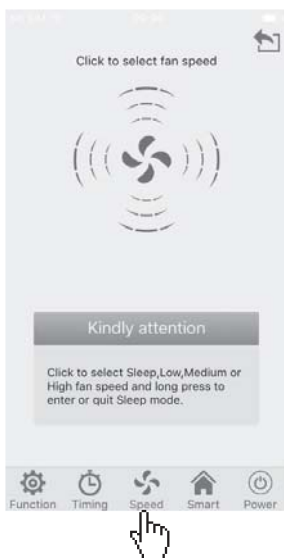 Click to select fan speed
Kindly attention
Click to select Sleep,Low,Medium or
High fan speed and long press to
enter or quit Sleep mode.
Function Timing Speed Smart Power